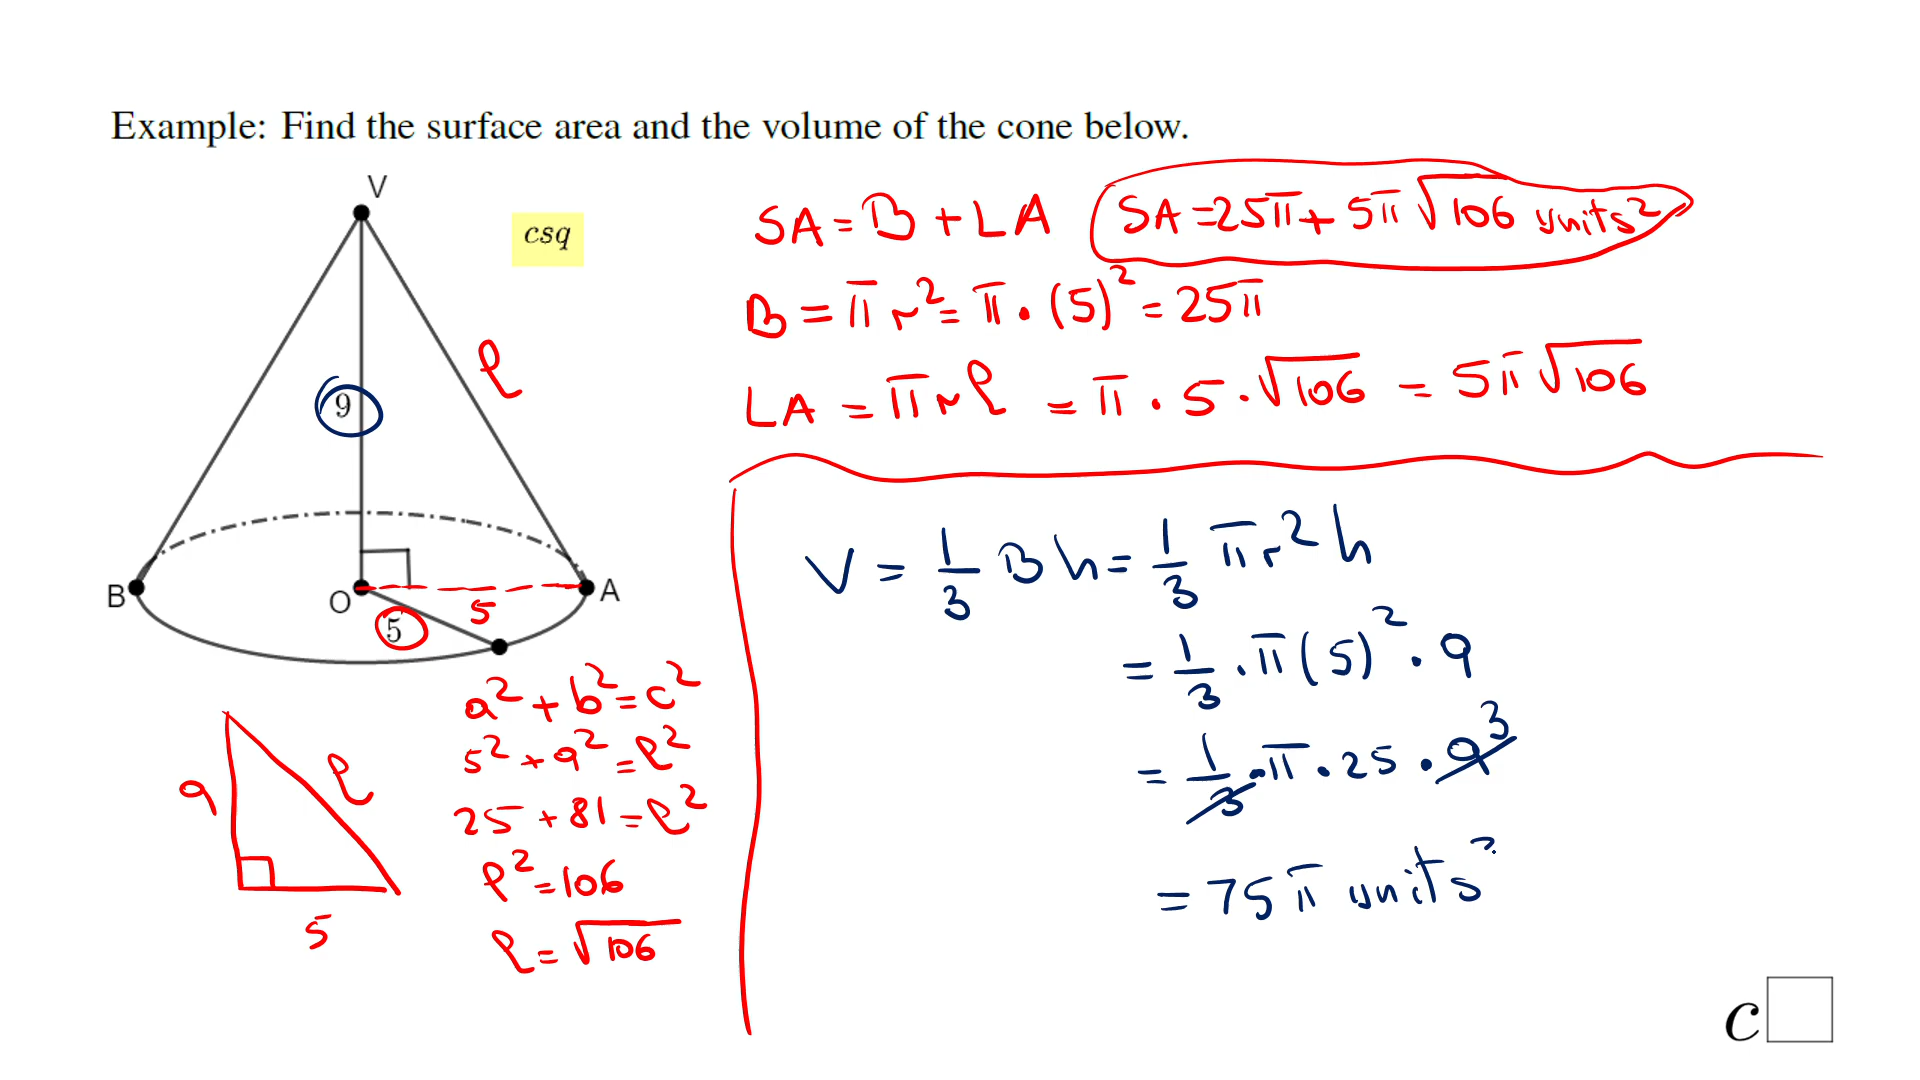 Example: Find the surface area and the volume of the cone below.
V
csq
9
ℓ
B
O
A
5
5
SA = B + LA
SA = 25π + 5π√106 units²
B = πr² = π · (5)² = 25π
LA = πrℓ = π · 5 · √106 = 5π√106
9
ℓ
5
a² + b² = c²
5² + 9² = ℓ²
25 + 81 = ℓ²
ℓ² = 106
ℓ = √106
V = 1/3 Bh = 1/3 πr²h
= 1/3 · π(5)² · 9
= 1/3 · π · 25 · 9 3
= 75π units
c